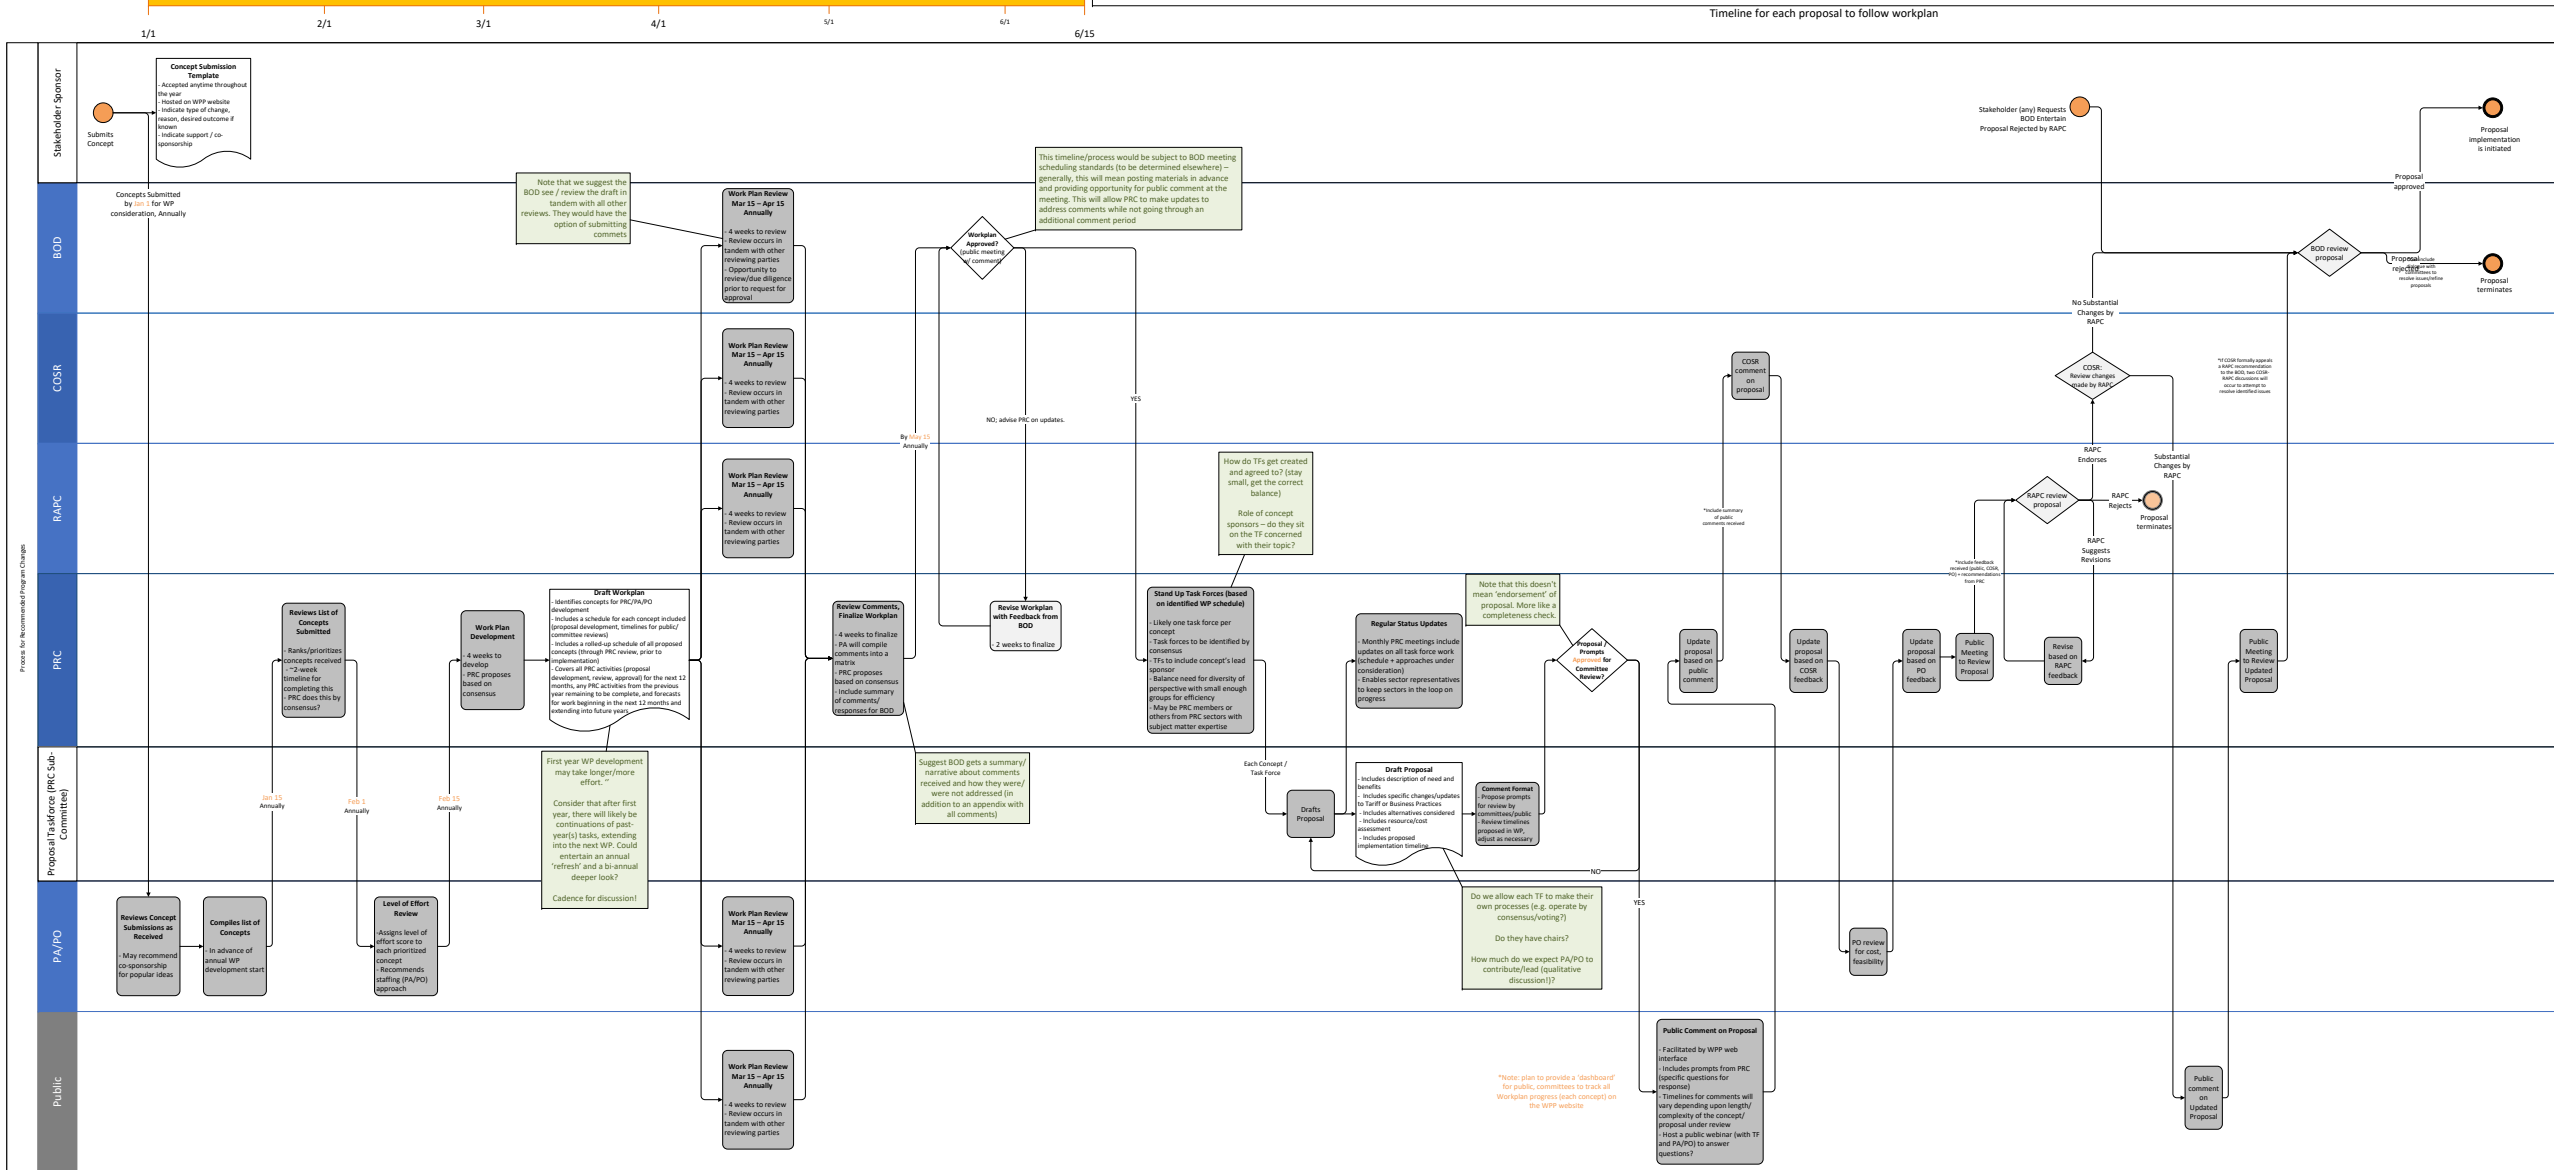 1/1
2/1
3/1
4/1
5/1
6/1
6/15
Timeline for each proposal to follow workplan
Process for Recommended Program Changes
Stakeholder Sponsor
Submits
Concept
Concept Submission
Template
- Accepted anytime throughout
the year
- Hosted on WPP website
- Indicate type of change,
reason, desired outcome if
known
- Indicate support / co-
sponsorship
Stakeholder (any) Requests
BOD Entertain
Proposal Rejected by RAPC
Proposal
implementation
is initiated
Proposal
approved
BOD
Concepts Submitted
by Jan 1 for WP
consideration, Annually
Note that we suggest the
BOD see / review the draft in
tandem with all other
reviews. They would have the
option of submitting
commets
Work Plan Review
Mar 15 – Apr 15
Annually
- 4 weeks to review
- Review occurs in
tandem with other
reviewing parties
- Opportunity to
review/due diligence
prior to request for
approval
This timeline/process would be subject to BOD meeting
scheduling standards (to be determined elsewhere) –
generally, this will mean posting materials in advance
and providing opportunity for public comment at the
meeting. This will allow PRC to make updates to
address comments while not going through an
additional comment period
Workplan
Approved?
(public meeting
w/ comment)
BOD review
proposal
Proposal
rejected
include
with
committees to
resolve issues/refine
proposals
Proposal
terminates
No Substantial
Changes by
RAPC
COSR
Work Plan Review
Mar 15 – Apr 15
Annually
- 4 weeks to review
- Review occurs in
tandem with other
reviewing parties
By May 15
Annually
NO; advise PRC on updates.
YES
COSR
comment
on
proposal
COSR:
Review changes
made by RAPC
*If COSR formally appeals
a RAPC recommendation
to the BOD, two COSR-
RAPC discussions will
occur to attempt to
resolve identified issues
RAPC
Work Plan Review
Mar 15 – Apr 15
Annually
- 4 weeks to review
- Review occurs in
tandem with other
reviewing parties
How do TFs get created
and agreed to? (stay
small, get the correct
balance)
Role of concept
sponsors – do they sit
on the TF concerned
with their topic?
*Include summary
of public
comments received
RAPC review
proposal
RAPC
Endorses
Substantial
Changes by
RAPC
RAPC
Rejects
Proposal
terminates
RAPC
Suggests
Revisions
*Include feedback
received (public, COSR,
PO) + recommendations
from PRC
PRC
Reviews List of
Concepts
Submitted
- Ranks/prioritizes
concepts received
- ~2-week
timeline for
completing this
- PRC does this by
consensus?
Work Plan
Development
- 4 weeks to
develop
- PRC proposes
based on
consensus
Draft Workplan
- Identifies concepts for PRC/PA/PO
development
- Includes a schedule for each concept included
(proposal development, timelines for public/
committee reviews)
- Includes a rolled-up schedule of all proposed
concepts (through PRC review, prior to
implementation)
- Covers all PRC activities (proposal
development, review, approval) for the next 12
months, any PRC activities from the previous
year remaining to be complete, and forecasts
for work beginning in the next 12 months and
extending into future years
Review Comments,
Finalize Workplan
- 4 weeks to finalize
- PA will compile
comments into a
matrix
- PRC proposes
based on consensus
- Include summary
of comments/
responses for BOD
Revise Workplan
with Feedback from
BOD
- 2 weeks to finalize
Stand Up Task Forces (based
on identified WP schedule)
- Likely one task force per
concept
- Task forces to be identified by
consensus
- TFs to include concept's lead
sponsor
- Balance need for diversity of
perspective with small enough
groups for efficiency
- May be PRC members or
others from PRC sectors with
subject matter expertise
Regular Status Updates
- Monthly PRC meetings include
updates on all task force work
(schedule + approaches under
consideration)
- Enables sector representatives
to keep sectors in the loop on
progress
Note that this doesn't
mean 'endorsement' of
proposal. More like a
completeness check.
Proposal /
Prompts
Approved for
Committee
Review?
Update
proposal
based on
public
comment
Update
proposal
based on
COSR
feedback
Update
proposal
based on
PO
feedback
Public
Meeting
to Review
Proposal
Revise
based on
RAPC
feedback
Public
Meeting
to Review
Updated
Proposal
Proposal Taskforce (PRC Sub-
Committee)
Jan 15
Annually
Feb 1
Annually
Feb 15
Annually
First year WP development
may take longer/more
effort. "
Consider that after first
year, there will likely be
continuations of past-
year(s) tasks, extending
into the next WP. Could
entertain an annual
'refresh' and a bi-annual
deeper look?
Cadence for discussion!
Suggest BOD gets a summary/
narrative about comments
received and how they were/
were not addressed (in
addition to an appendix with
all comments)
Each Concept /
Task Force
Drafts
Proposal
Draft Proposal
- Includes description of need and
benefits
- Includes specific changes/updates
to Tariff or Business Practices
- Includes alternatives considered
- Includes resource/cost
assessment
- Includes proposed
implementation timeline
Comment Format
- Propose prompts
for review by
committees/public
- Review timelines
proposed in WP,
adjust as necessary
NO
PA/PO
Reviews Concept
Submissions as
Received
- May recommend
co-sponsorship
for popular ideas
Compiles list of
Concepts
- In advance of
annual WP
development start
Level of Effort
Review
-Assigns level of
effort score to
each prioritized
concept
- Recommends
staffing (PA/PO)
approach
Work Plan Review
Mar 15 – Apr 15
Annually
- 4 weeks to review
- Review occurs in
tandem with other
reviewing parties
Do we allow each TF to make their
own processes (e.g. operate by
consensus/voting?)
Do they have chairs?
How much do we expect PA/PO to
contribute/lead (qualitative
discussion!)?
YES
PO review
for cost,
feasibility
Public
Work Plan Review
Mar 15 – Apr 15
Annually
- 4 weeks to review
- Review occurs in
tandem with other
reviewing parties
*Note: plan to provide a 'dashboard'
for public, committees to track all
Workplan progress (each concept) on
the WPP website
Public Comment on Proposal
- Facilitated by WPP web
interface
- Includes prompts from PRC
(specific questions for
response)
- Timelines for comments will
vary depending upon length/
complexity of the concept/
proposal under review
- Host a public webinar (with TF
and PA/PO) to answer
questions?
Public
comment
on
Updated
Proposal